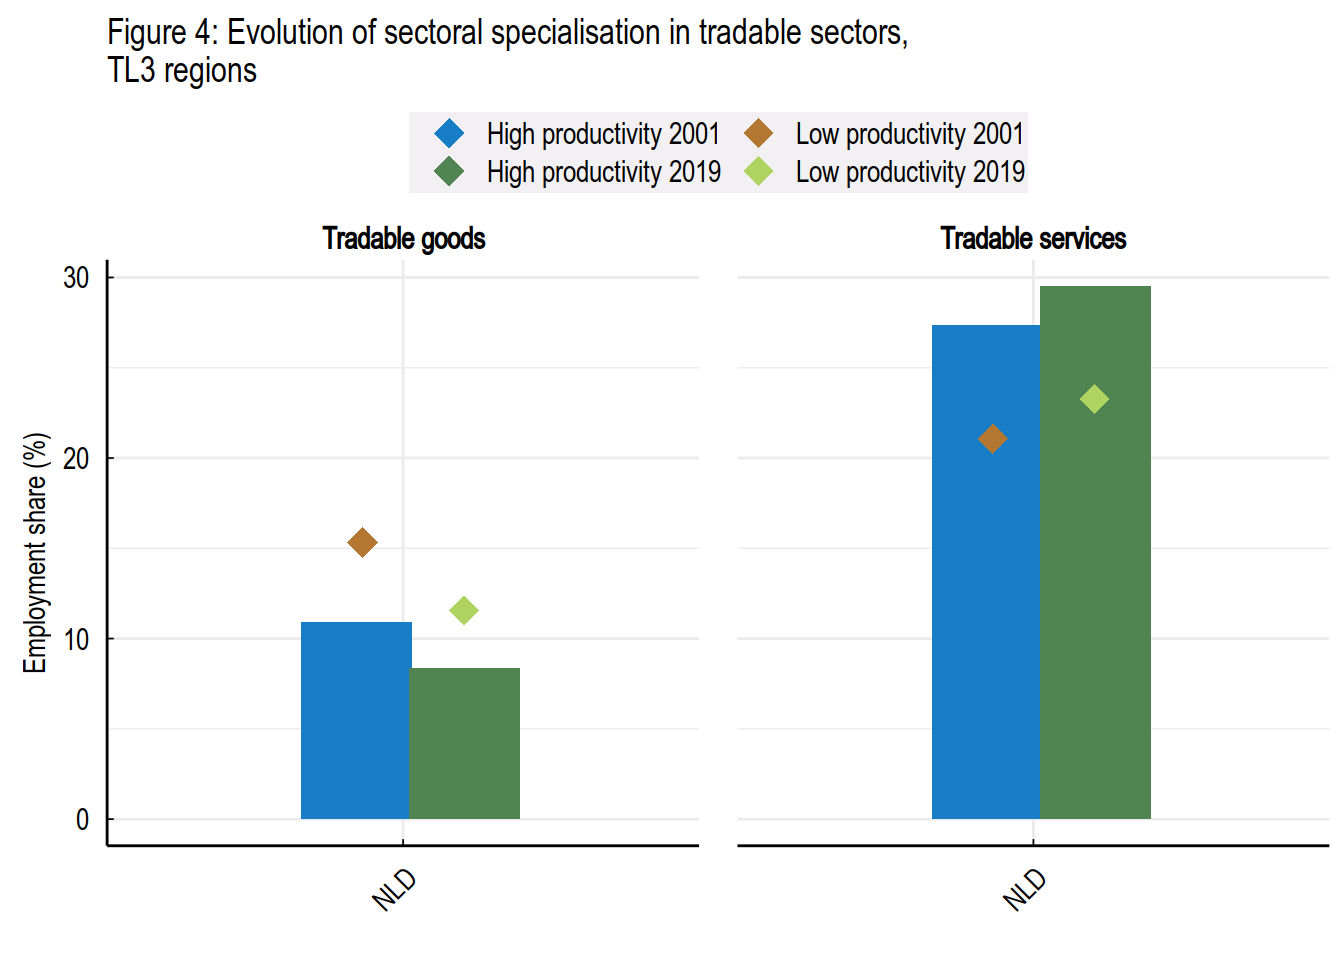 Figure 4: Evolution of sectoral specialisation in tradable sectors,
TL3 regions
High productivity 2001
Low productivity 2001
High productivity 2019
Low productivity 2019
Tradable goods
Tradable services
Employment share (%)
30
20
10
0
NLD
NLD